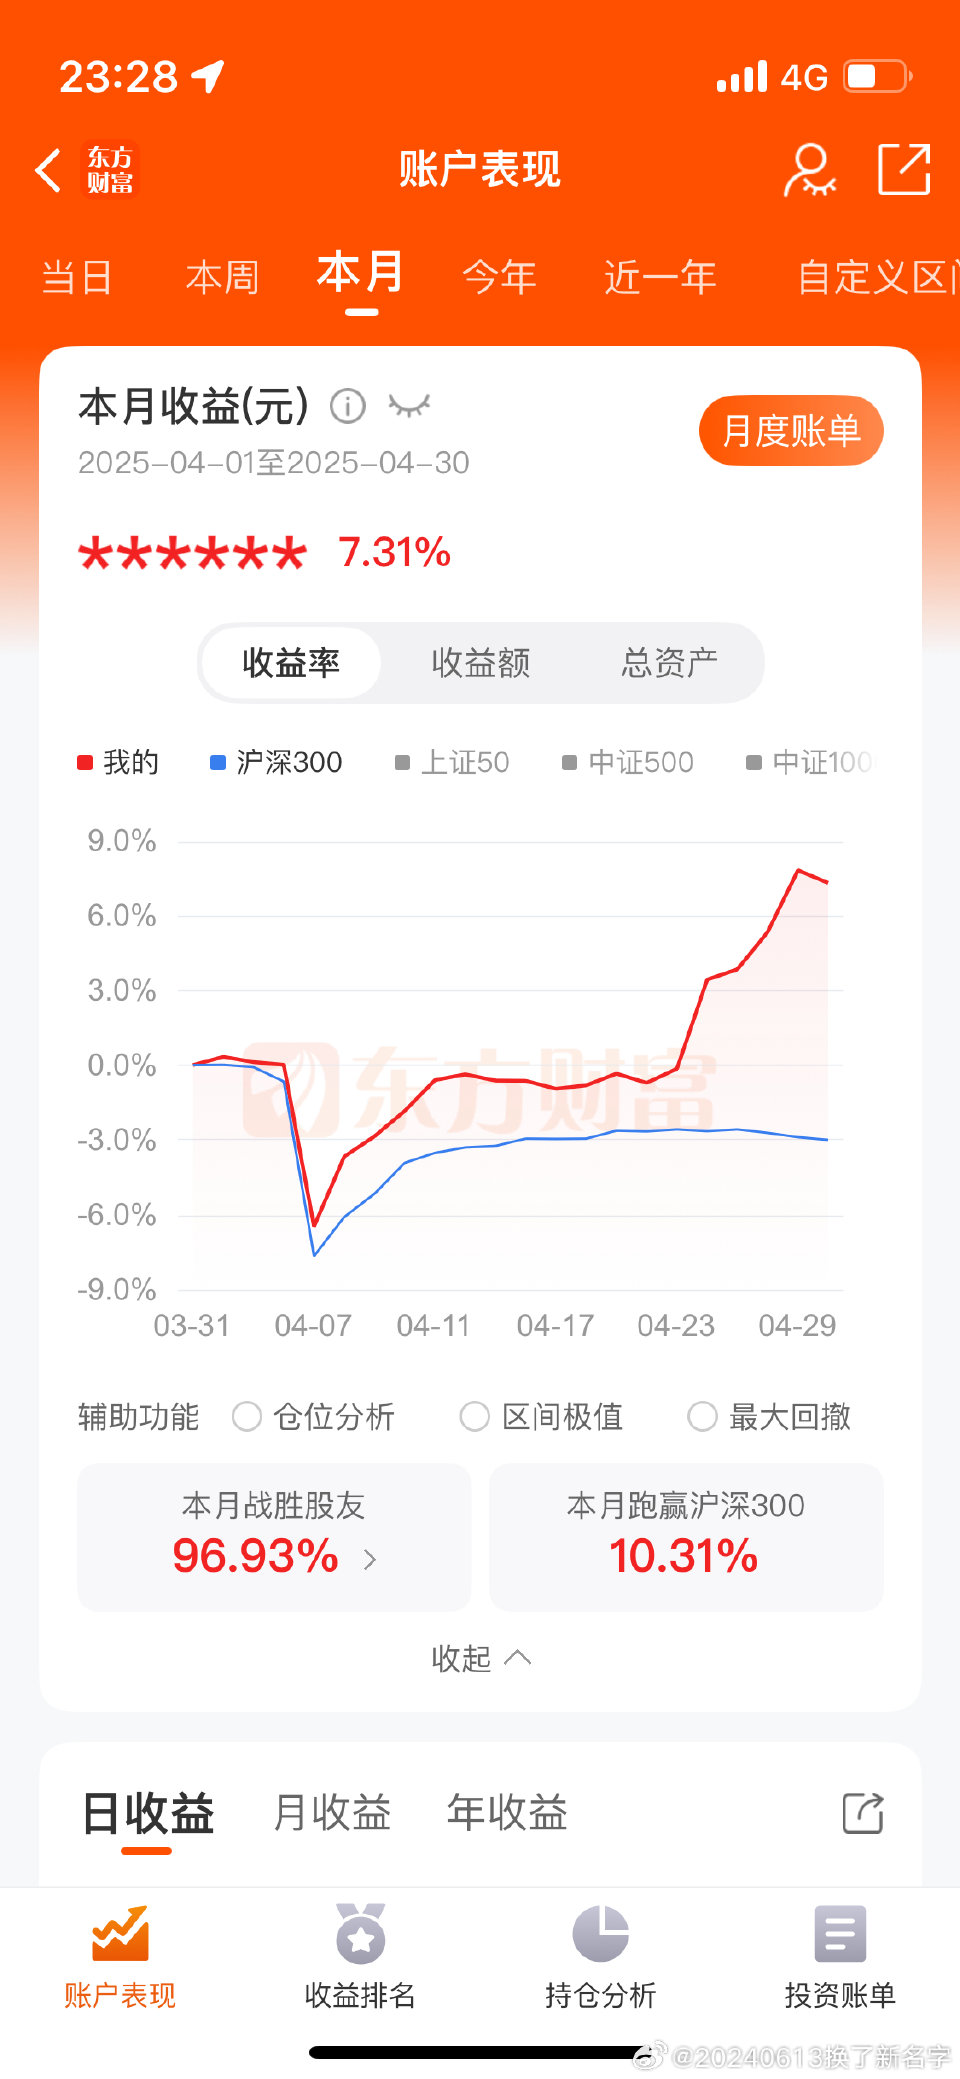 23:28 4G
东方财富 账户表现
当日 本周 本月 今年 近一年 自定义区间
本月收益(元) 月度账单
2025-04-01至2025-04-30
****** 7.31%
收益率 收益额 总资产
我的 沪深300 上证50 中证500 中证100
9.0%
6.0%
3.0%
0.0%
-3.0%
-6.0%
-9.0%
东方财富
03-31 04-07 04-11 04-17 04-23 04-29
辅助功能 仓位分析 区间极值 最大回撤
本月战胜股友 本月跑赢沪深300
96.93% 10.31%
收起
日收益 月收益 年收益
账户表现 收益排名 持仓分析 投资账单
@20240613换了新名字